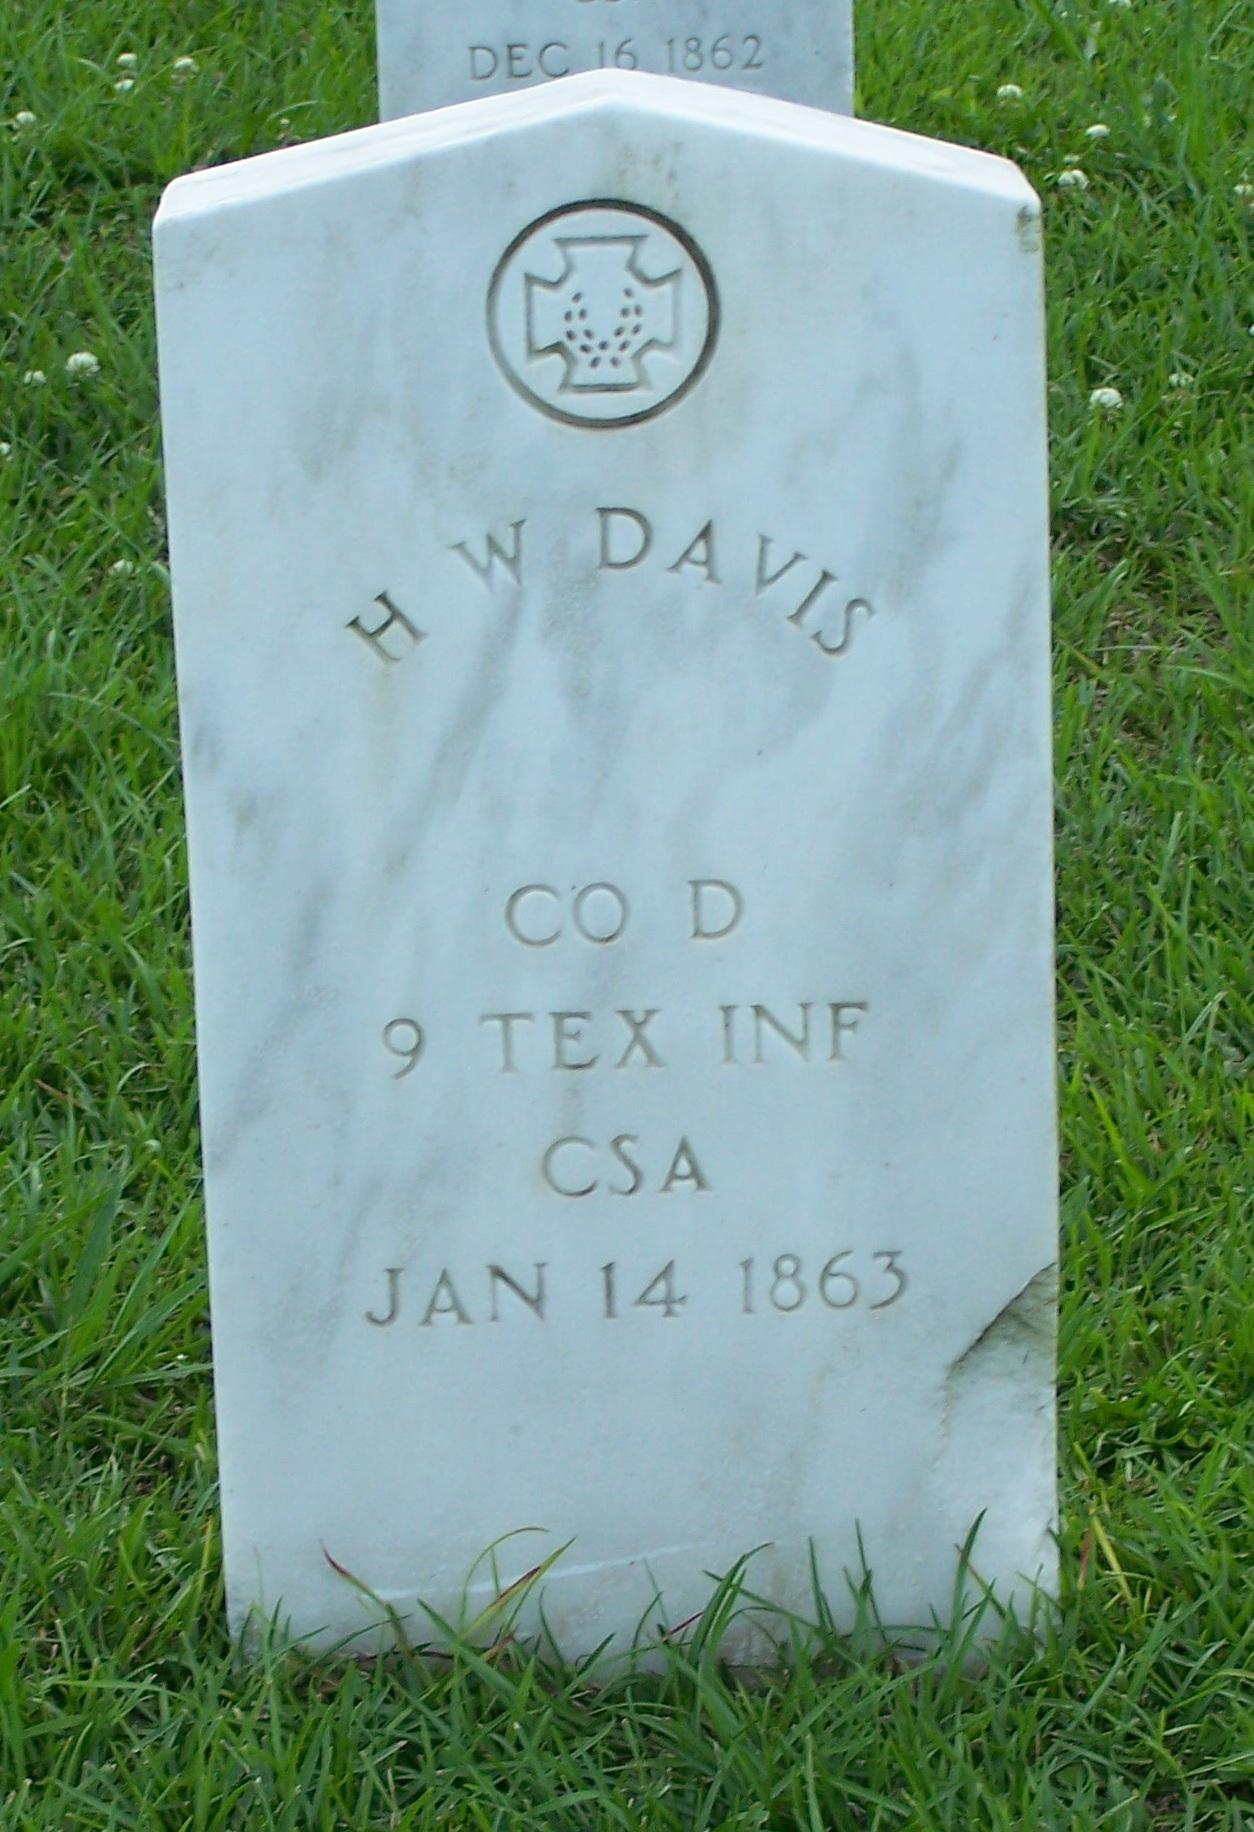 DEC 16 1862
H W DAVIS
CO D
9 TEX INF
CSA
JAN 14 1863